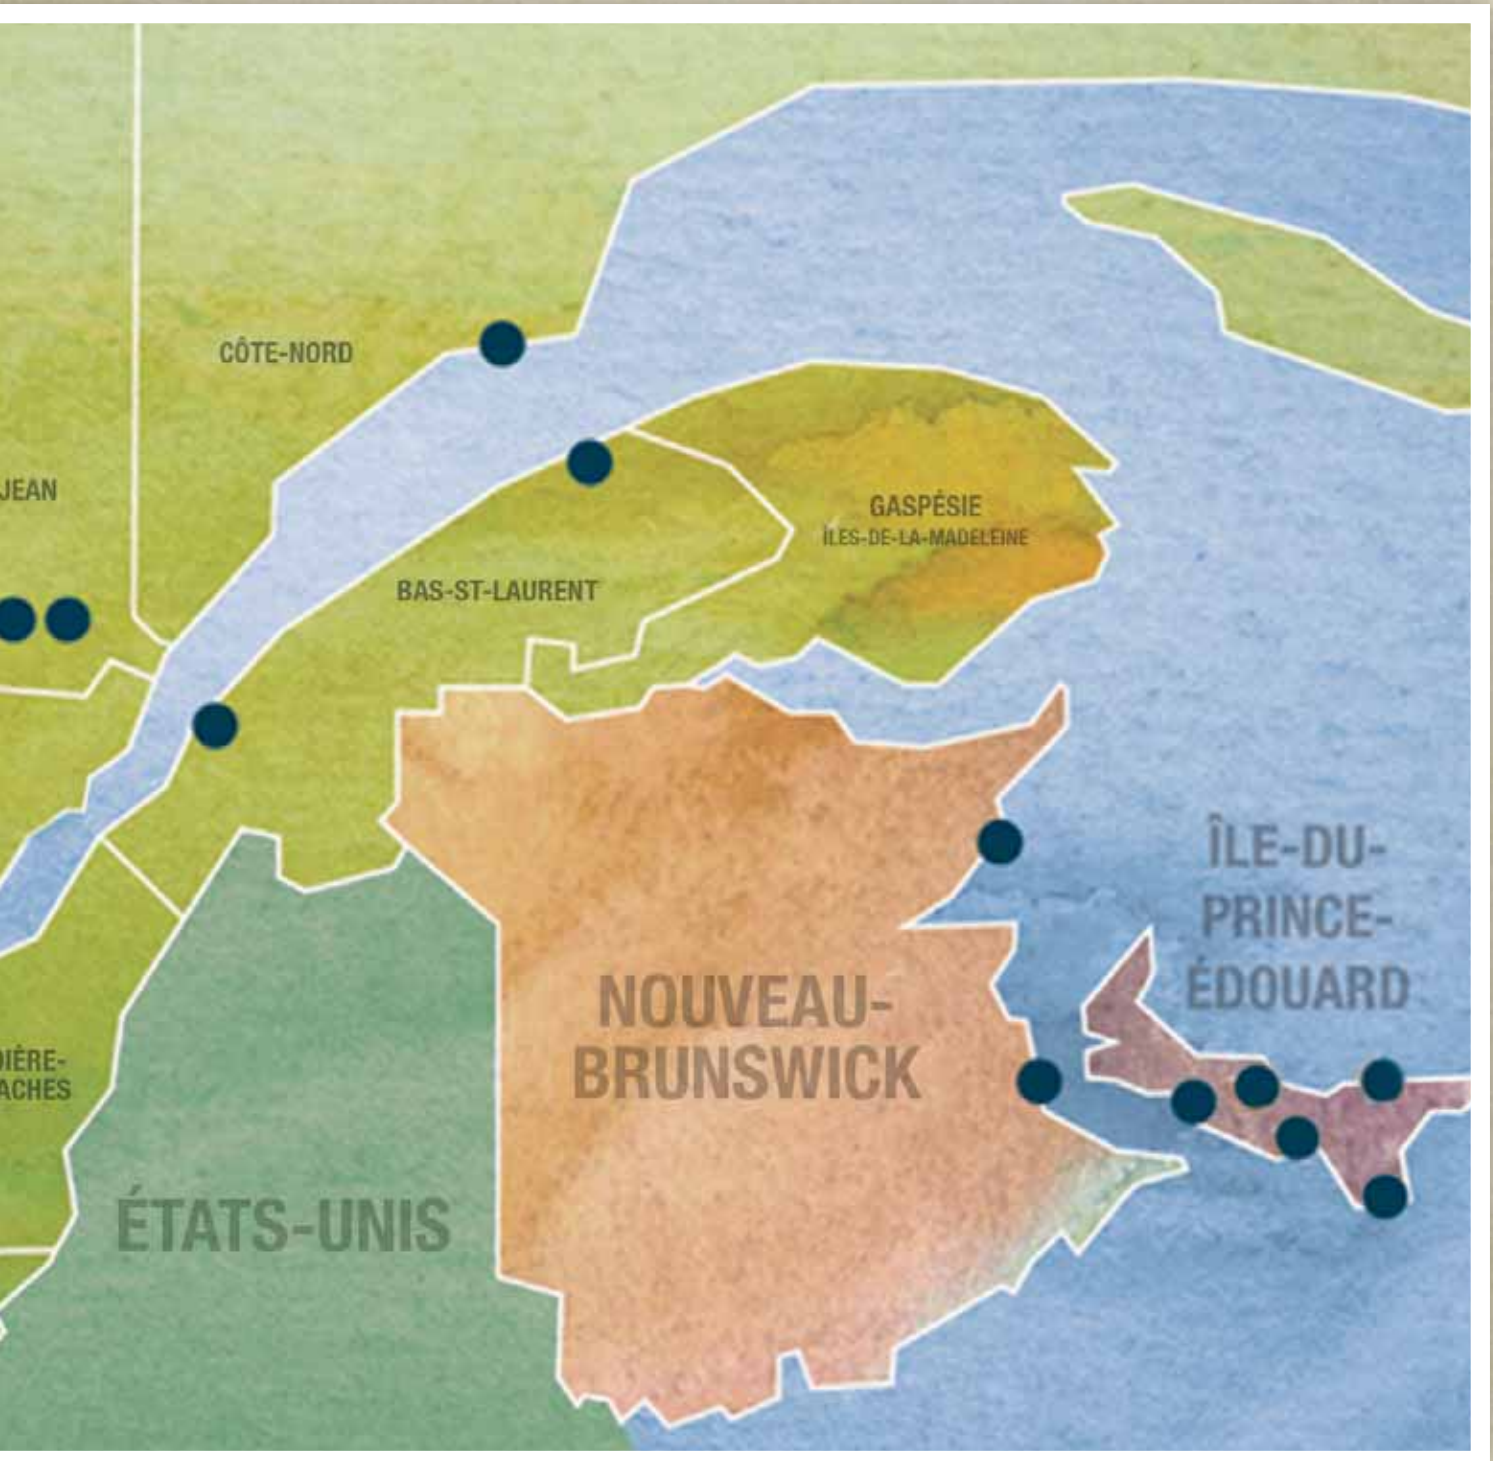 CÔTE-NORD
JEAN
GASPÉSIE
ÎLES-DE-LA-MADELEINE
BAS-ST-LAURENT
ÎLE-DU-
PRINCE-
ÉDOUARD
NOUVEAU-
BRUNSWICK
DIÈRE-
ACHES
ÉTATS-UNIS